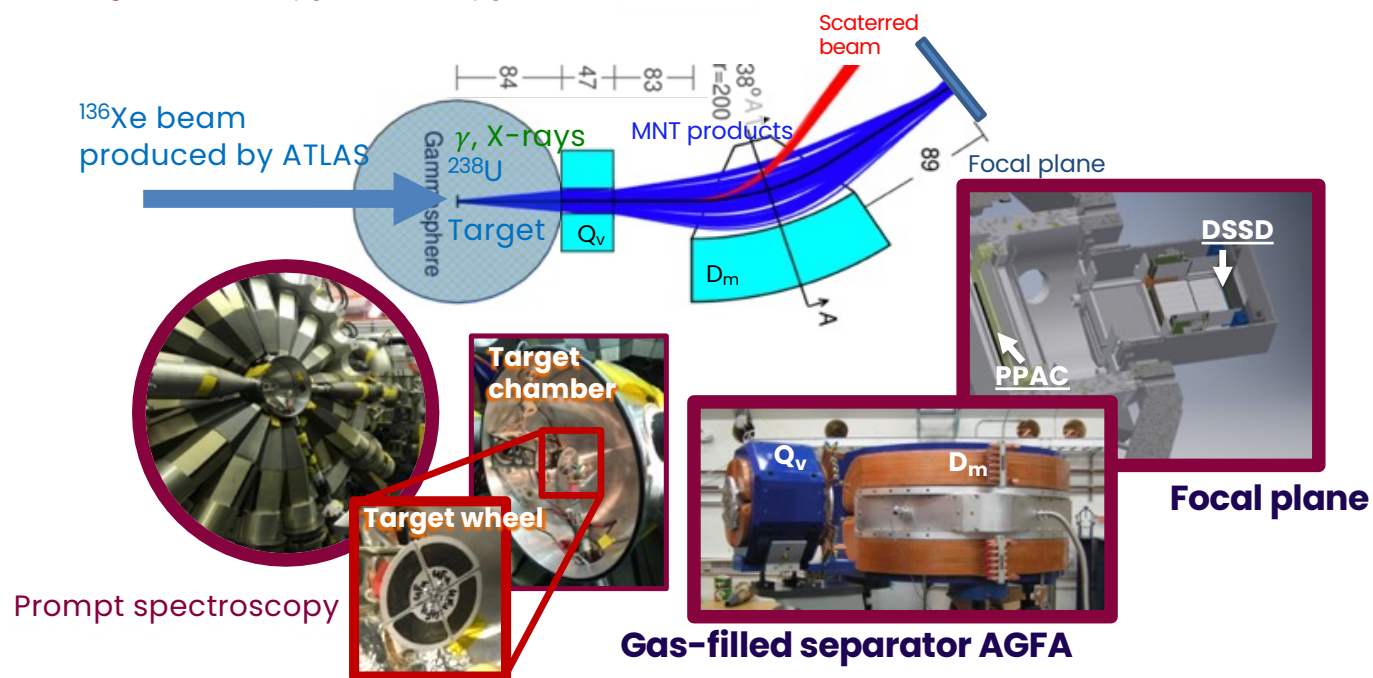 Scaterred
beam
84
47
83
38°
r=200
A
¹³⁶Xe beam
produced by ATLAS
γ, X-rays
MNT products
²³⁸U
Target
Gammasphere
Qᵥ
Dₘ
A
89
Focal plane
DSSD
PPAC
Target
chamber
Target wheel
Qᵥ
Dₘ
Focal plane
Prompt spectroscopy
Gas-filled separator AGFA